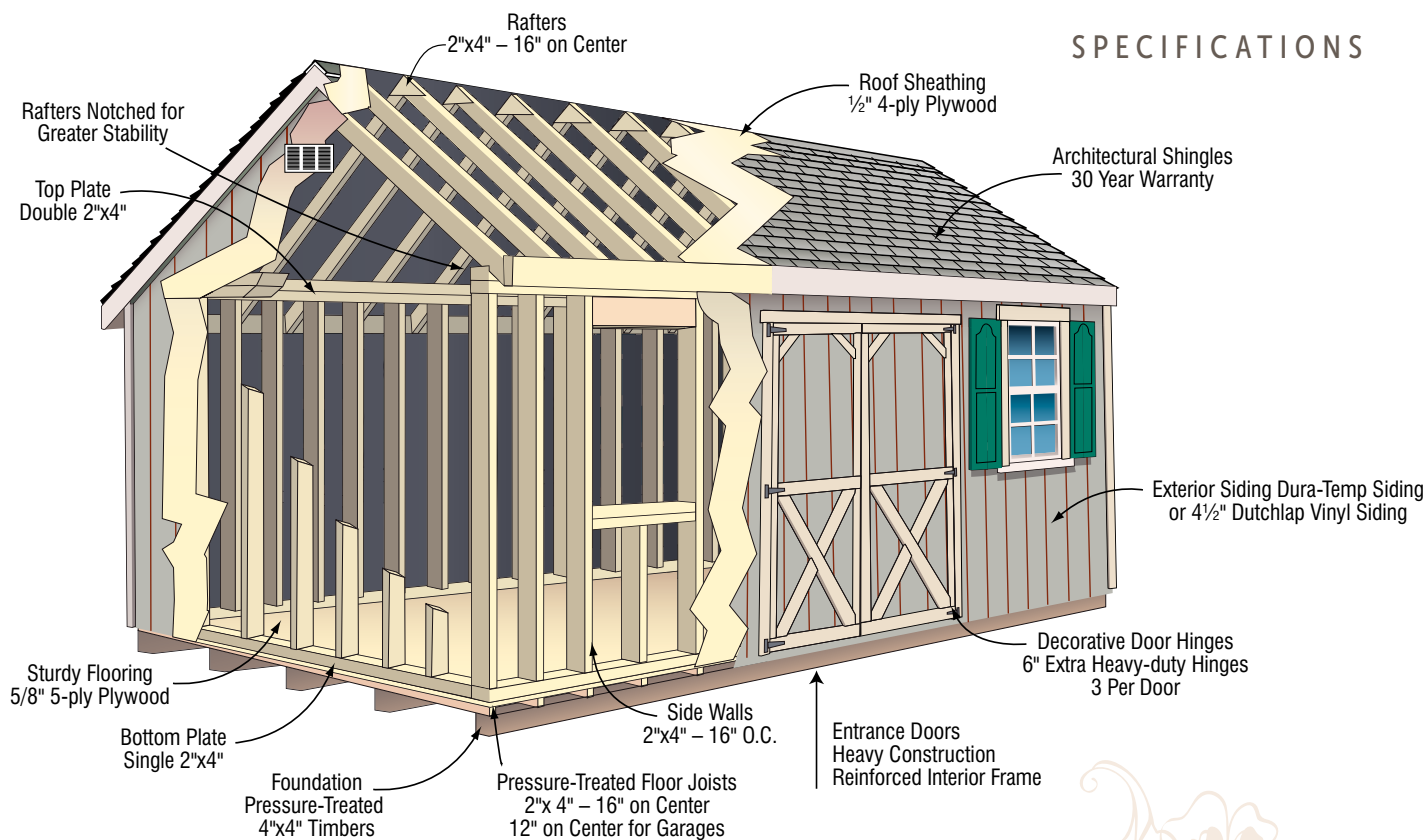 SPECIFICATIONS
Rafters
2"x4" – 16" on Center
Roof Sheathing
½" 4-ply Plywood
Rafters Notched for
Greater Stability
Architectural Shingles
30 Year Warranty
Top Plate
Double 2"x4"
Exterior Siding Dura-Temp Siding
or 4½" Dutchlap Vinyl Siding
Decorative Door Hinges
6" Extra Heavy-duty Hinges
3 Per Door
Sturdy Flooring
5/8" 5-ply Plywood
Side Walls
2"x4" – 16" O.C.
Entrance Doors
Heavy Construction
Reinforced Interior Frame
Bottom Plate
Single 2"x4"
Foundation
Pressure-Treated
4"x4" Timbers
Pressure-Treated Floor Joists
2"x 4" – 16" on Center
12" on Center for Garages